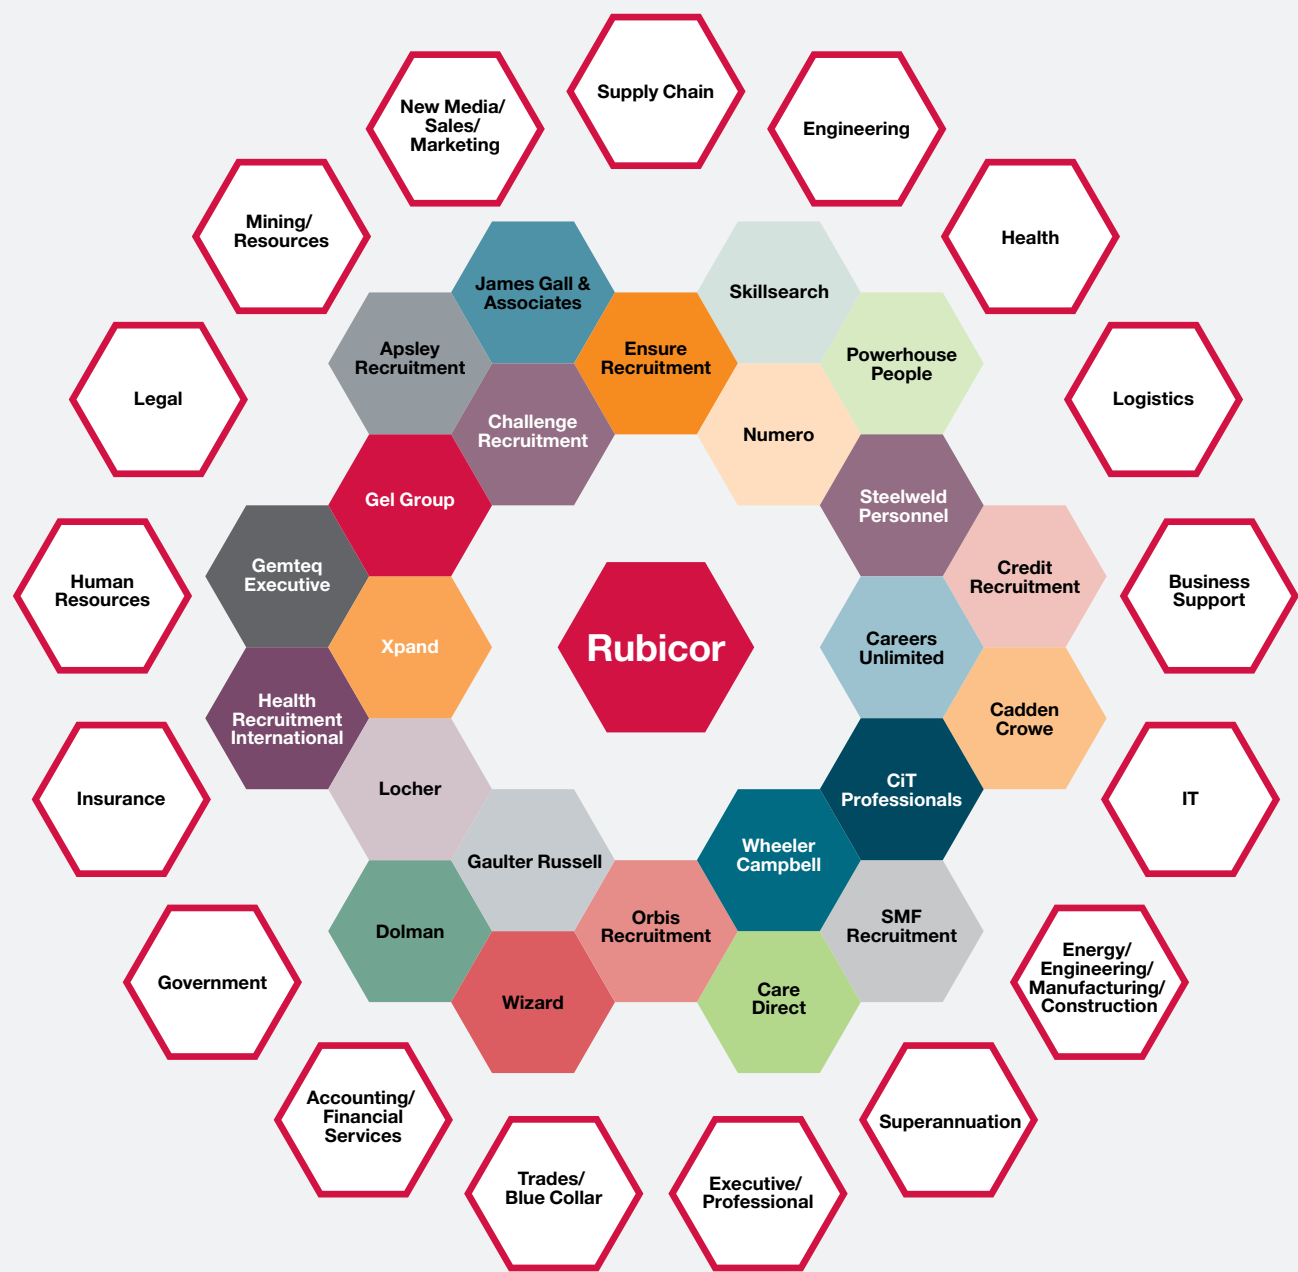 Supply Chain
New Media/
Sales/
Marketing
Engineering
Mining/
Resources
Health
James Gall &
Associates
Skillsearch
Apsley
Recruitment
Ensure
Recruitment
Powerhouse
People
Legal
Logistics
Challenge
Recruitment
Numero
Gel Group
Steelweld
Personnel
Gemteq
Executive
Credit
Recruitment
Human
Resources
Business
Support
Xpand
Rubicor
Careers
Unlimited
Health
Recruitment
International
Cadden
Crowe
Locher
CiT
Professionals
Insurance
IT
Gaulter Russell
Wheeler
Campbell
Dolman
Orbis
Recruitment
SMF
Recruitment
Government
Energy/
Engineering/
Manufacturing/
Construction
Wizard
Care
Direct
Accounting/
Financial
Services
Superannuation
Trades/
Blue Collar
Executive/
Professional